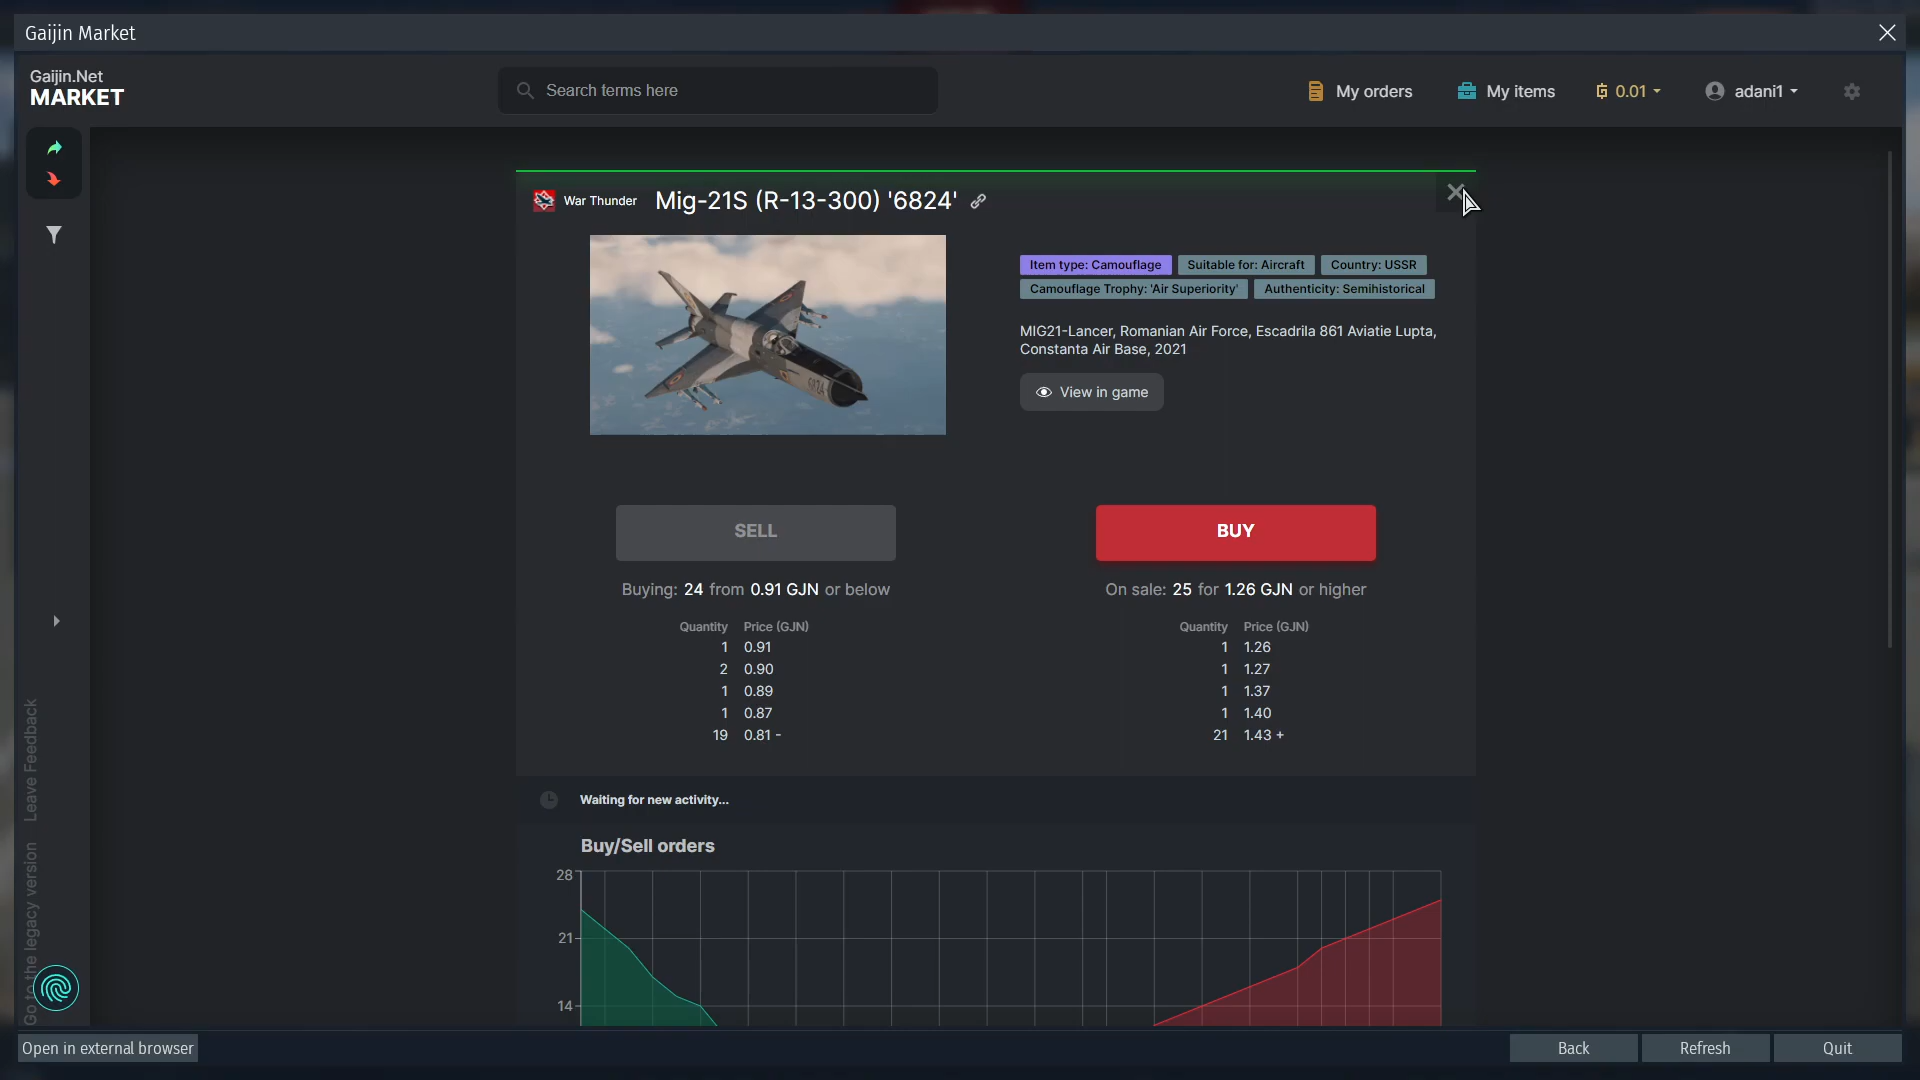 Gaijin Market
Gaijin.Net
MARKET
Search terms here
My orders
My items
0.01
adani1
War Thunder
Mig-21S (R-13-300) '6824'
Item type: Camouflage
Suitable for: Aircraft
Country: USSR
Camouflage Trophy: 'Air Superiority'
Authenticity: Semihistorical
MIG21-Lancer, Romanian Air Force, Escadrila 861 Aviatie Lupta,
Constanta Air Base, 2021
View in game
SELL
BUY
Buying: 24 from 0.91 GJN or below
On sale: 25 for 1.26 GJN or higher
Quantity Price (GJN)
1 0.91
2 0.90
1 0.89
1 0.87
19 0.81 -
Quantity Price (GJN)
1 1.26
1 1.27
1 1.37
1 1.40
21 1.43 +
Waiting for new activity...
Buy/Sell orders
28
21
14
Leave Feedback
Go to the legacy version
Open in external browser
Back
Refresh
Quit